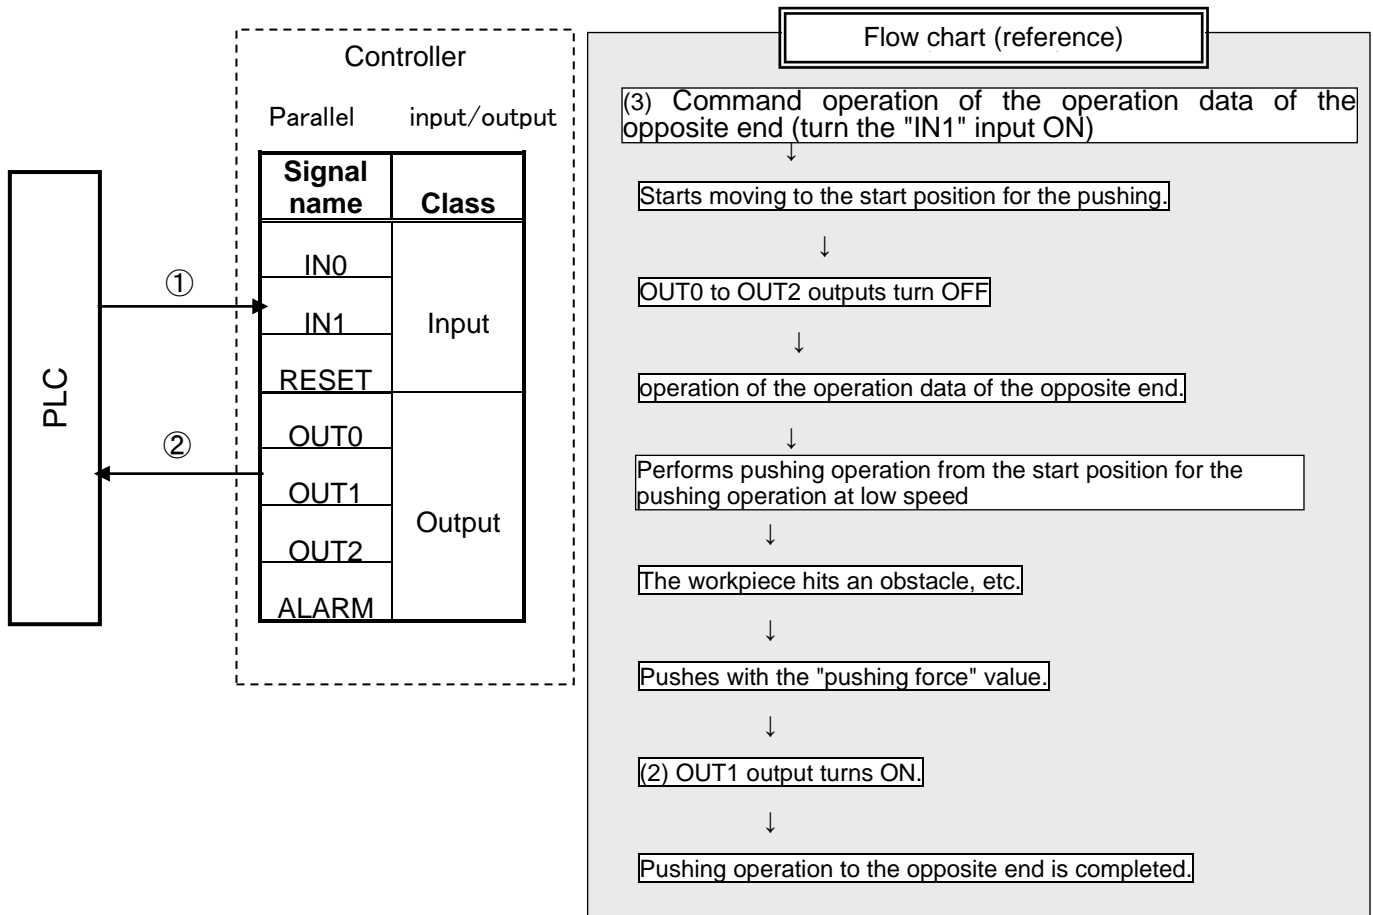 Controller
Parallel input/output
Signal
name
Class
IN0
IN1
RESET
Input
OUT0
OUT1
OUT2
ALARM
Output
PLC
①
②
Flow chart (reference)
(3) Command operation of the operation data of the
opposite end (turn the "IN1" input ON)
↓
Starts moving to the start position for the pushing.
↓
OUT0 to OUT2 outputs turn OFF
↓
operation of the operation data of the opposite end.
↓
Performs pushing operation from the start position for the
pushing operation at low speed
↓
The workpiece hits an obstacle, etc.
↓
Pushes with the "pushing force" value.
↓
(2) OUT1 output turns ON.
↓
Pushing operation to the opposite end is completed.